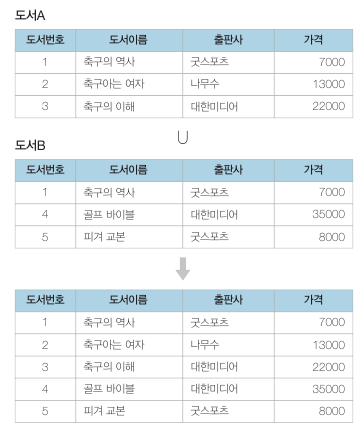 도서A
도서번호 도서이름 출판사 가격
1 축구의 역사 굿스포츠 7000
2 축구아는 여자 나무수 13000
3 축구의 이해 대한미디어 22000
∪
도서B
도서번호 도서이름 출판사 가격
1 축구의 역사 굿스포츠 7000
4 골프 바이블 대한미디어 35000
5 피겨 교본 굿스포츠 8000
도서번호 도서이름 출판사 가격
1 축구의 역사 굿스포츠 7000
2 축구아는 여자 나무수 13000
3 축구의 이해 대한미디어 22000
4 골프 바이블 대한미디어 35000
5 피겨 교본 굿스포츠 8000